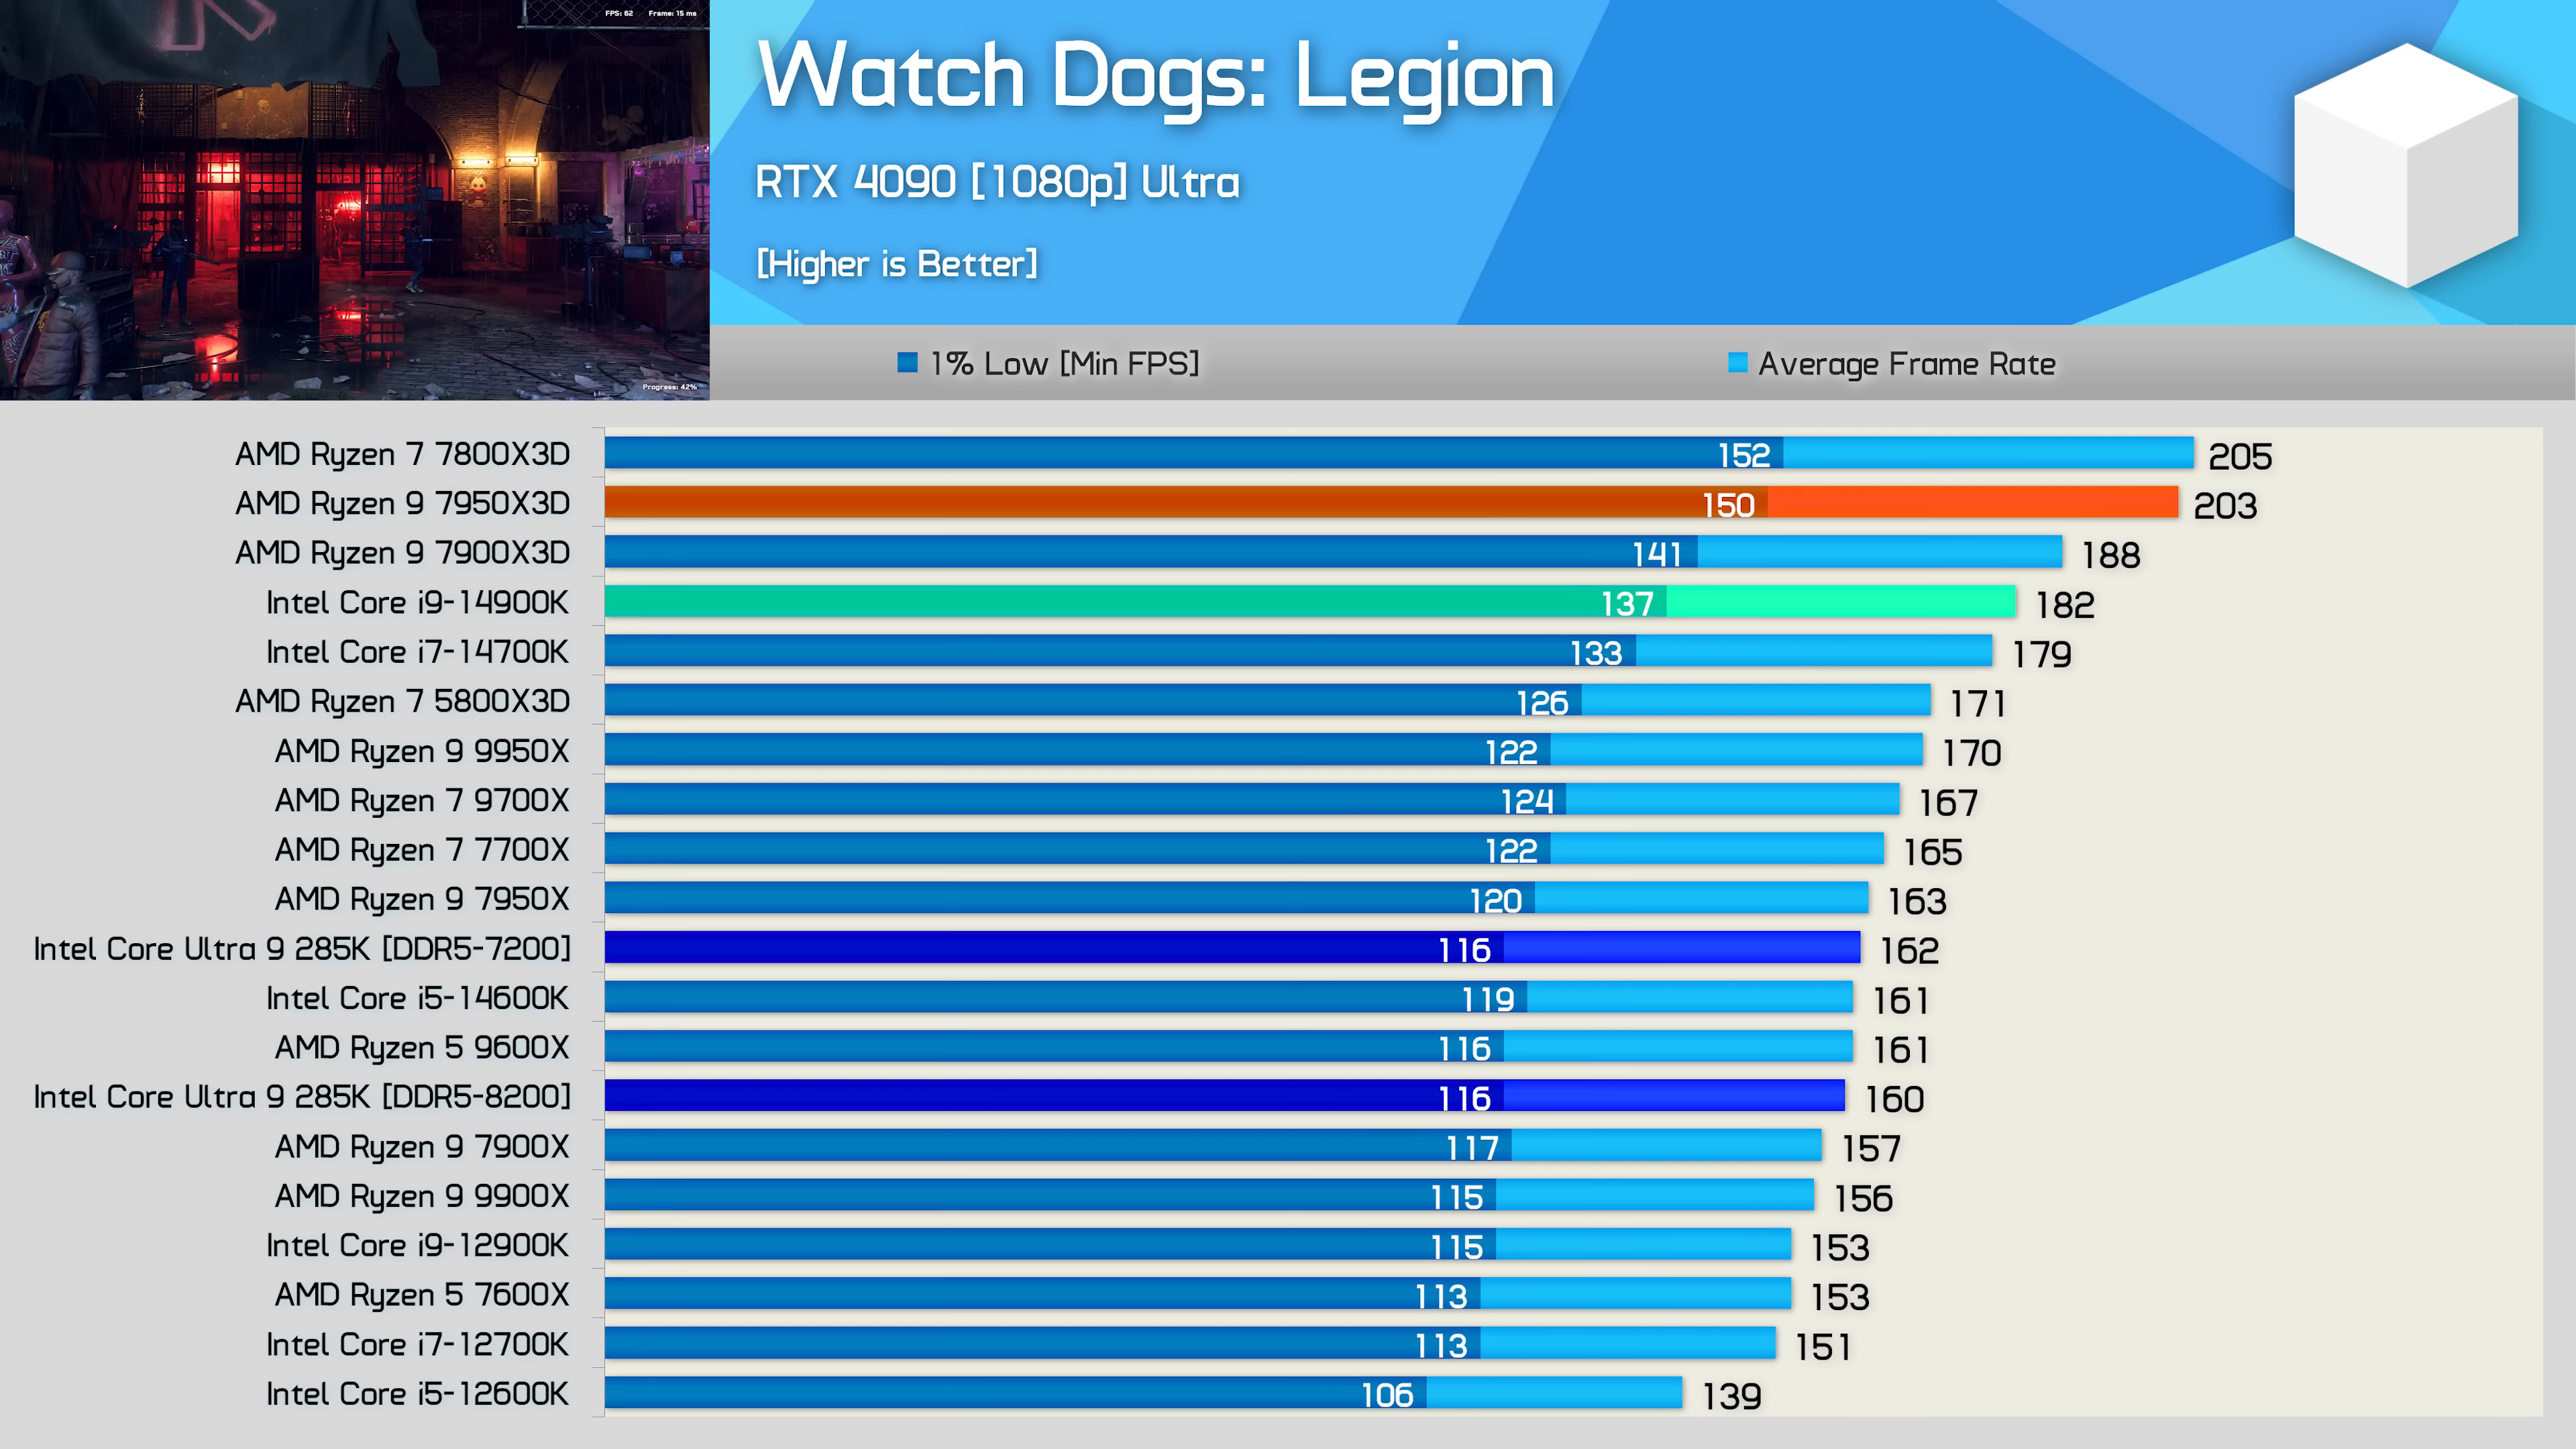 FPS: 62 Frame: 15 ms
Watch Dogs: Legion
RTX 4090 [1080p] Ultra
[Higher is Better]
Progress: 42%
1% Low [Min FPS] Average Frame Rate
AMD Ryzen 7 7800X3D 152 205
AMD Ryzen 9 7950X3D 150 203
AMD Ryzen 9 7900X3D 141 188
Intel Core i9-14900K 137 182
Intel Core i7-14700K 133 179
AMD Ryzen 7 5800X3D 126 171
AMD Ryzen 9 9950X 122 170
AMD Ryzen 7 9700X 124 167
AMD Ryzen 7 7700X 122 165
AMD Ryzen 9 7950X 120 163
Intel Core Ultra 9 285K [DDR5-7200] 116 162
Intel Core i5-14600K 119 161
AMD Ryzen 5 9600X 116 161
Intel Core Ultra 9 285K [DDR5-8200] 116 160
AMD Ryzen 9 7900X 117 157
AMD Ryzen 9 9900X 115 156
Intel Core i9-12900K 115 153
AMD Ryzen 5 7600X 113 153
Intel Core i7-12700K 113 151
Intel Core i5-12600K 106 139